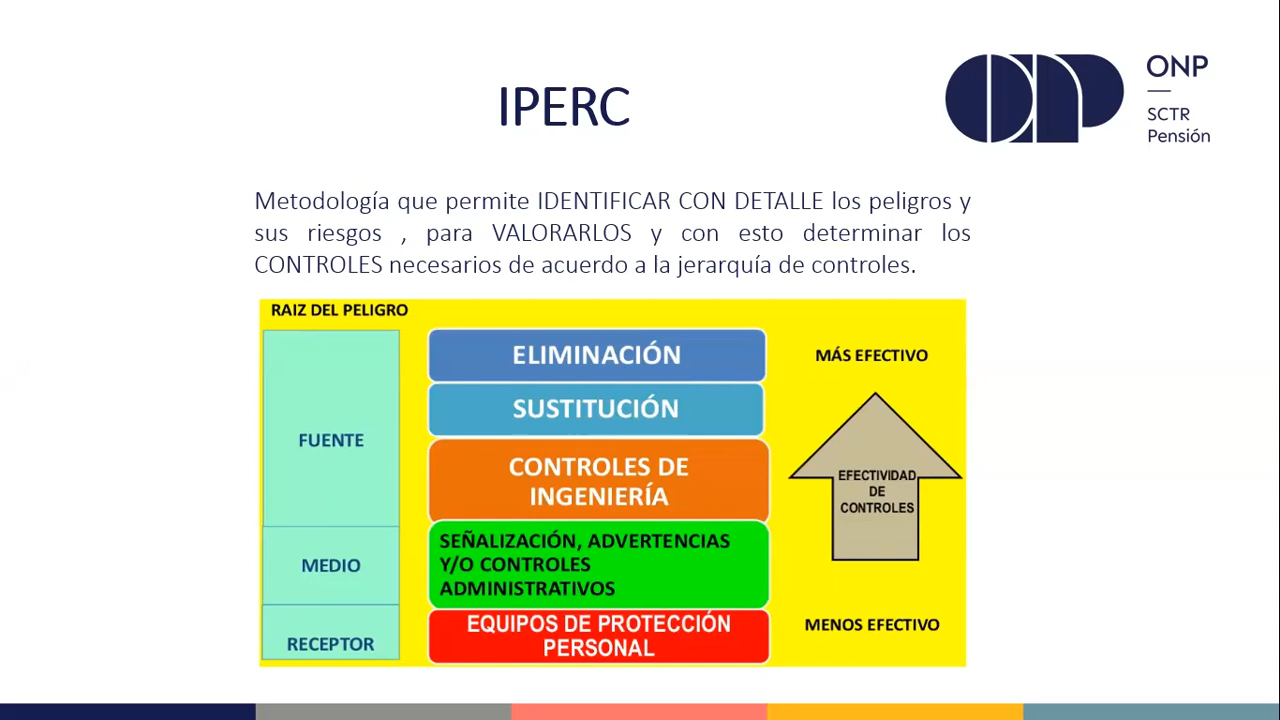 IPERC
ONP
SCTR
Pensión
Metodología que permite IDENTIFICAR CON DETALLE los peligros y
sus riesgos , para VALORARLOS y con esto determinar los
CONTROLES necesarios de acuerdo a la jerarquía de controles.
RAIZ DEL PELIGRO
FUENTE
MEDIO
RECEPTOR
ELIMINACIÓN
SUSTITUCIÓN
CONTROLES DE
INGENIERÍA
SEÑALIZACIÓN, ADVERTENCIAS
Y/O CONTROLES
ADMINISTRATIVOS
EQUIPOS DE PROTECCIÓN
PERSONAL
MÁS EFECTIVO
EFECTIVIDAD
DE
CONTROLES
MENOS EFECTIVO